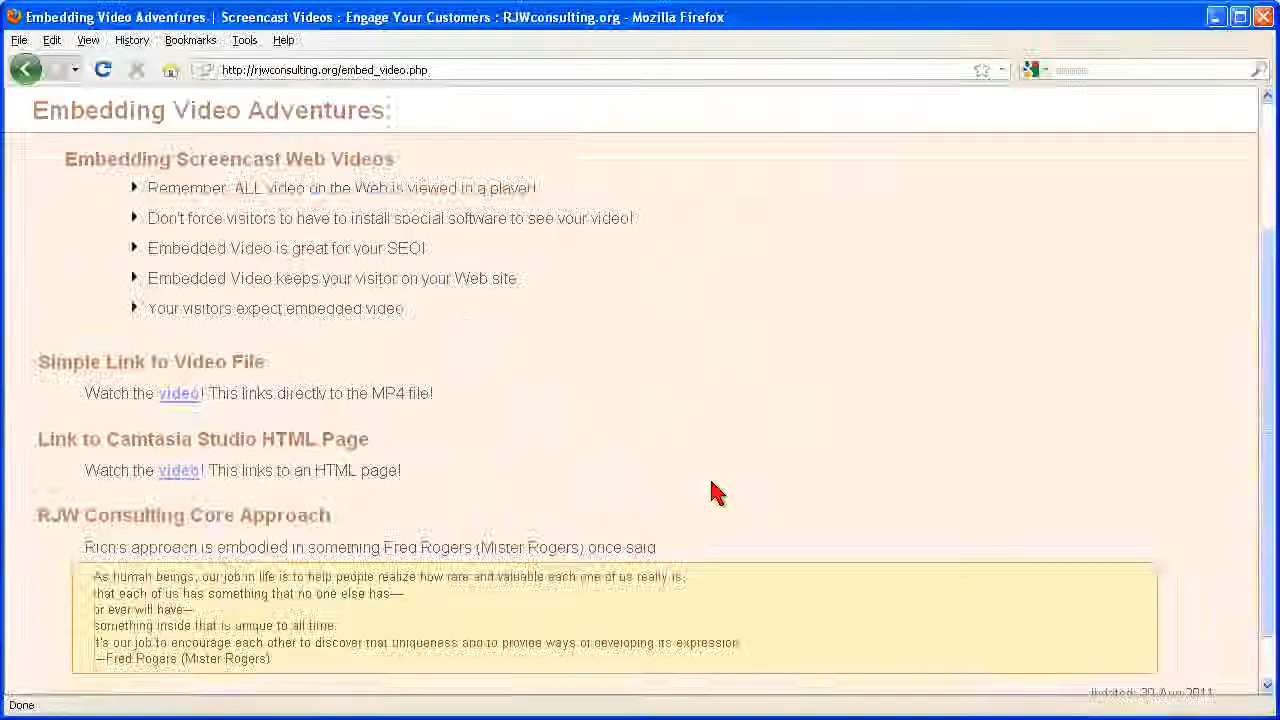 Embedding Video Adventures | Screencast Videos : Engage Your Customers : RJWconsulting.org - Mozilla Firefox
File Edit View History Bookmarks Tools Help
http://rjwconsulting.org/embed_video.php
Embedding Video Adventures:
Embedding Screencast Web Videos
Remember: ALL video on the Web is viewed in a player!
Don't force visitors to have to install special software to see your video!
Embedded Video is great for your SEO!
Embedded Video keeps your visitor on your Web site
Your visitors expect embedded video
Simple Link to Video File
Watch the video! This links directly to the MP4 file!
Link to Camtasia Studio HTML Page
Watch the video! This links to an HTML page!
RJW Consulting Core Approach
Rich's approach is embodied in something Fred Rogers (Mister Rogers) once said
As human beings, our job in life is to help people realize how rare and valuable each one of us really is,
that each of us has something that no one else has—
or ever will have—
something inside that is unique to all time.
It's our job to encourage each other to discover that uniqueness and to provide ways of developing its expression
—Fred Rogers (Mister Rogers)
Updated: 30-Aug-2011
Done